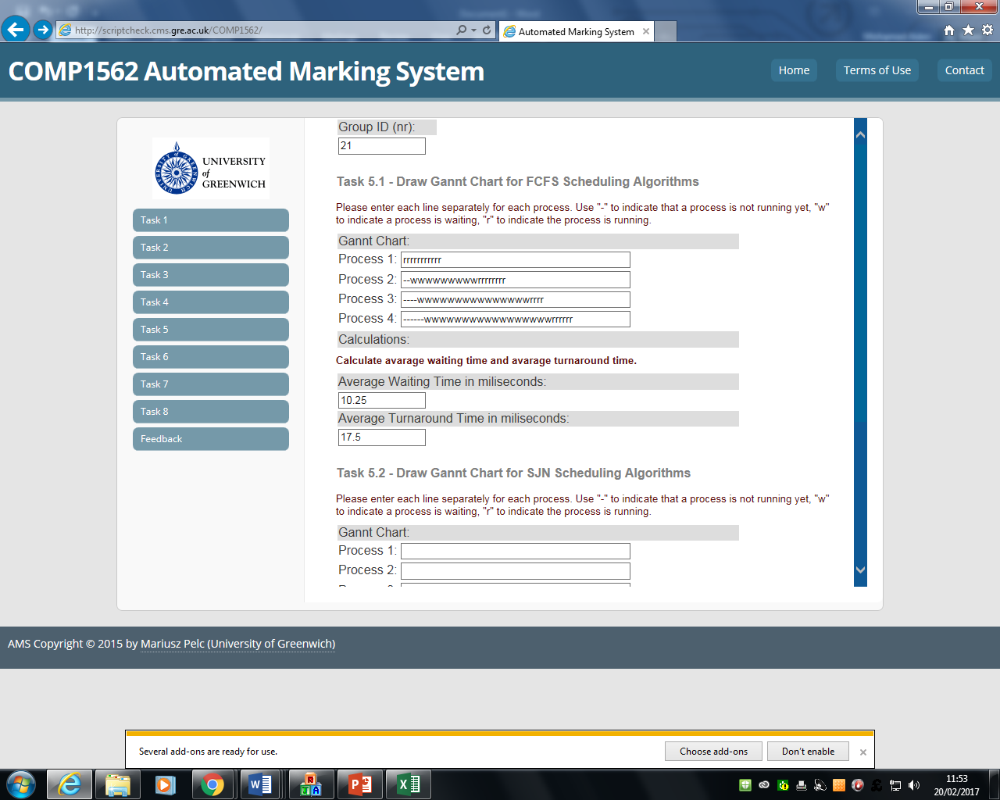 http://scriptcheck.cms.gre.ac.uk/COMP1562/
Automated Marking System
COMP1562 Automated Marking System
Home
Terms of Use
Contact
UNIVERSITY
of
GREENWICH
UNIVERSITY OF GREENWICH
Task 1
Task 2
Task 3
Task 4
Task 5
Task 6
Task 7
Task 8
Feedback
Group ID (nr):
21
Task 5.1 - Draw Gannt Chart for FCFS Scheduling Algorithms
Please enter each line separately for each process. Use "-" to indicate that a process is not running yet, "w"
to indicate a process is waiting, "r" to indicate the process is running.
Gannt Chart:
Process 1: rrrrrrrrrrr
Process 2: --wwwwwwwwwrrrrrrrr
Process 3: ----wwwwwwwwwwwwwwwrrrr
Process 4: ------wwwwwwwwwwwwwwwwwrrrrrr
Calculations:
Calculate avarage waiting time and avarage turnaround time.
Average Waiting Time in miliseconds:
10.25
Average Turnaround Time in miliseconds:
17.5
Task 5.2 - Draw Gannt Chart for SJN Scheduling Algorithms
Please enter each line separately for each process. Use "-" to indicate that a process is not running yet, "w"
to indicate a process is waiting, "r" to indicate the process is running.
Gannt Chart:
Process 1:
Process 2:
AMS Copyright © 2015 by Mariusz Pelc (University of Greenwich)
Several add-ons are ready for use.
Choose add-ons
Don't enable
11:53
20/02/2017